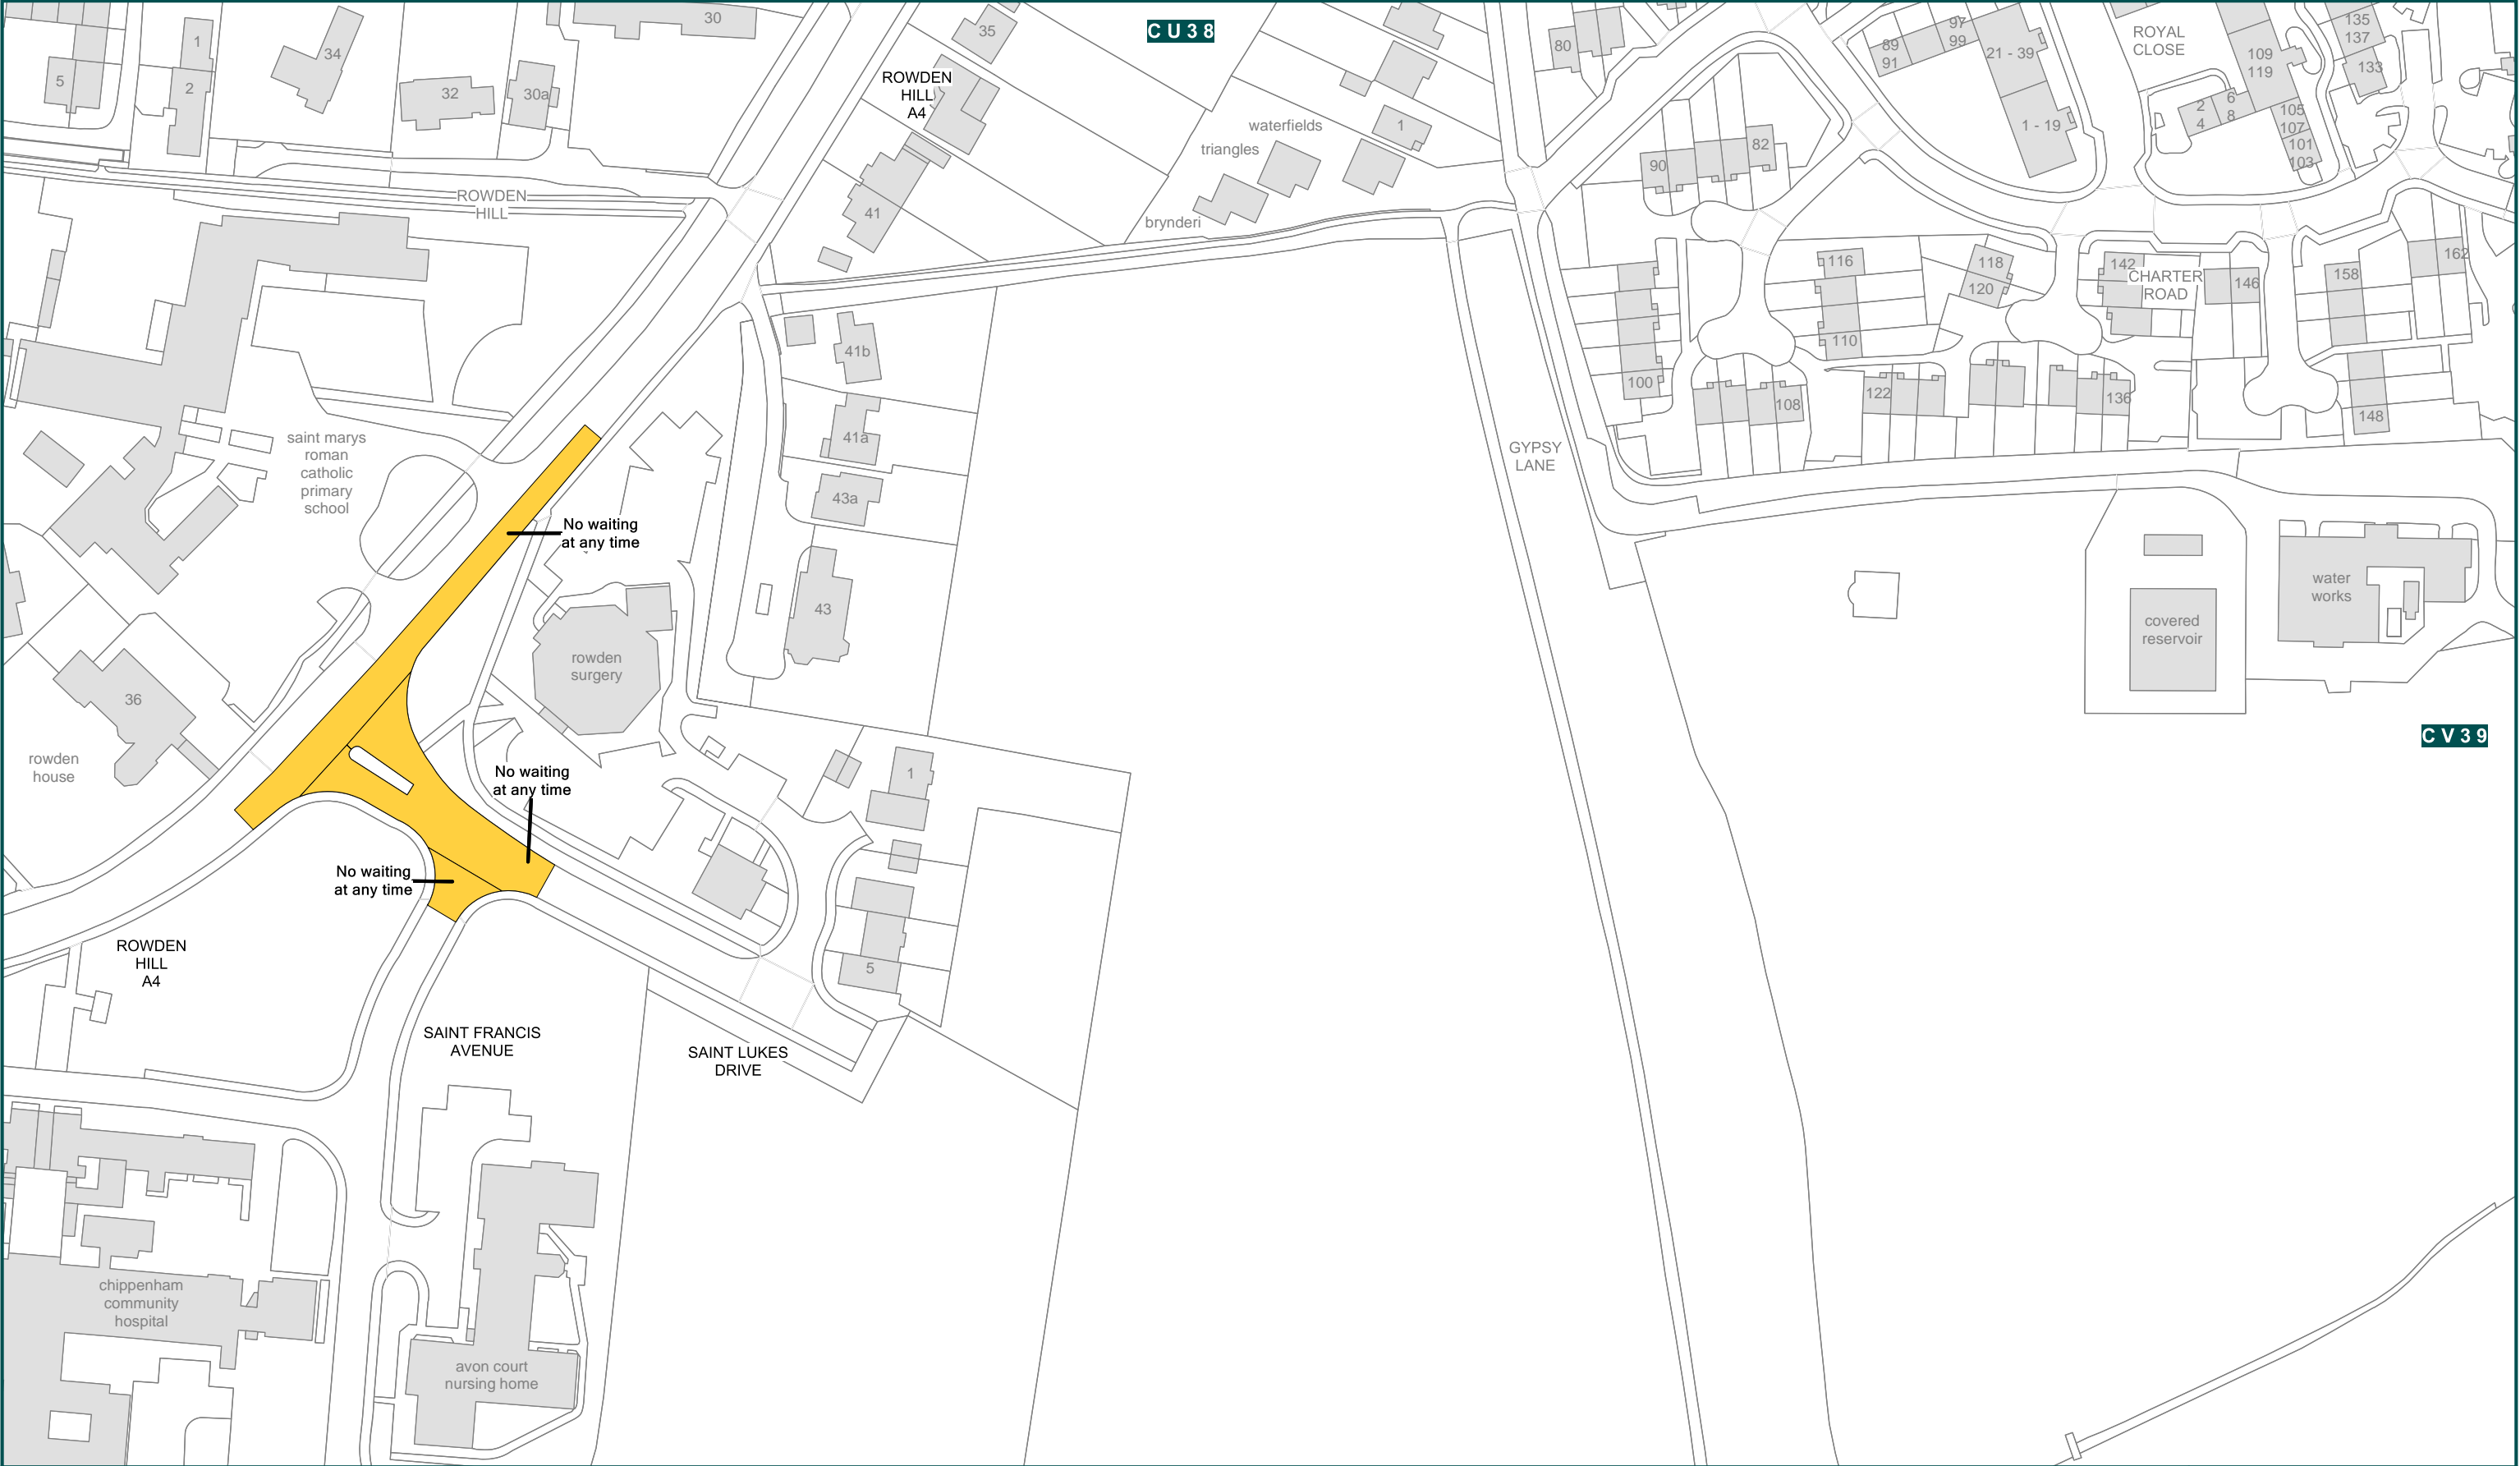 30
CU38
35
80
97
99
89
91
21 - 39
ROYAL
CLOSE
135
137
109
119
133
1
34
5
2
32
30a
ROWDEN
HILL
A4
waterfields
1
triangles
brynderi
41
82
90
1 - 19
2
4
6
8
105
107
101
103
ROWDEN
HILL
116
118
120
142
CHARTER
ROAD
146
158
162
110
100
108
122
136
148
41b
41a
43a
43
GYPSY
LANE
saint marys
roman
catholic
primary
school
No waiting
at any time
rowden
surgery
36
rowden
house
water
works
covered
reservoir
CV39
No waiting
at any time
1
5
No waiting
at any time
ROWDEN
HILL
A4
SAINT FRANCIS
AVENUE
SAINT LUKES
DRIVE
chippenham
community
hospital
avon court
nursing home